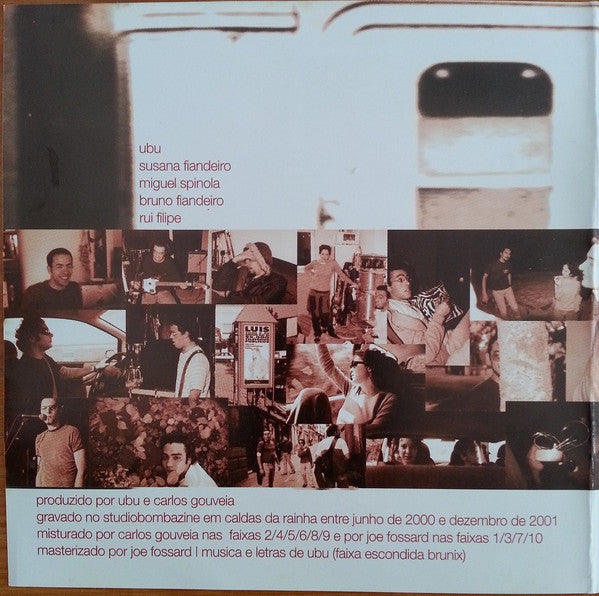 ubu
susana fiandeiro
miguel spinola
bruno fiandeiro
rui filipe
LUIS
produzido por ubu e carlos gouveia
gravado no studiobombazine em caldas da rainha entre junho de 2000 e dezembro de 2001
misturado por carlos gouveia nas faixas 2/4/5/6/8/9 e por joe fossard nas faixas 1/3/7/10
masterizado por joe fossard | musica e letras de ubu (faixa escondida brunix)